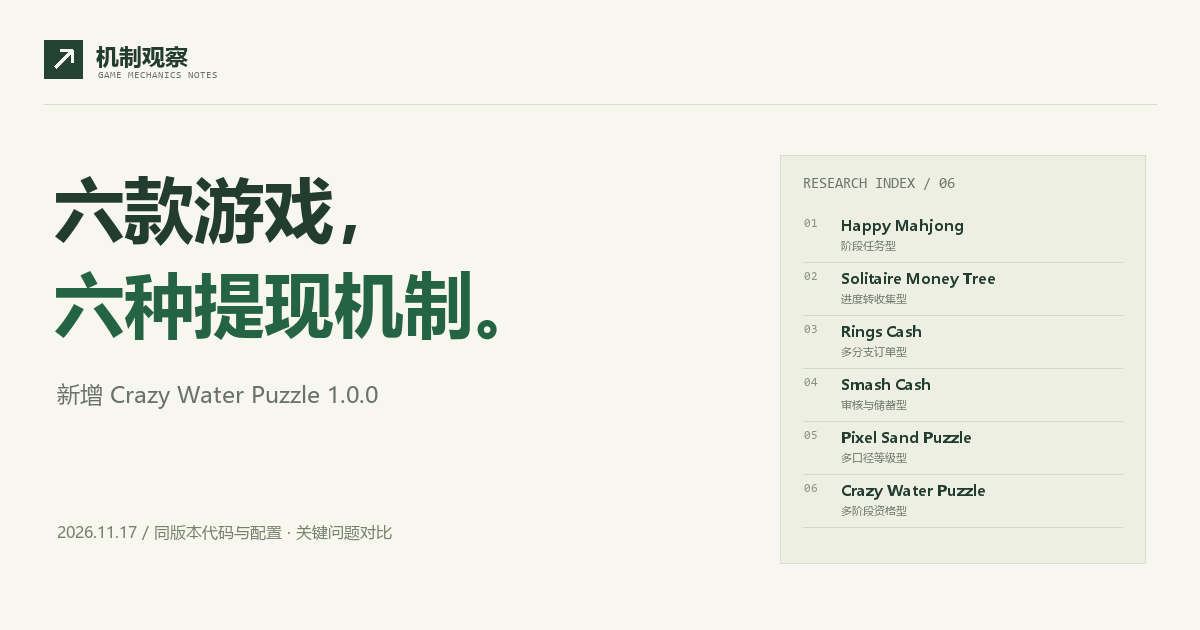 机制观察
GAME MECHANICS NOTES
六款游戏，
六种提现机制。
新增 Crazy Water Puzzle 1.0.0
2026.11.17 / 同版本代码与配置 · 关键问题对比
RESEARCH INDEX / 06
01
Happy Mahjong
阶段任务型
02
Solitaire Money Tree
进度转收集型
03
Rings Cash
多分支订单型
04
Smash Cash
审核与储蓄型
05
Pixel Sand Puzzle
多口径等级型
06
Crazy Water Puzzle
多阶段资格型